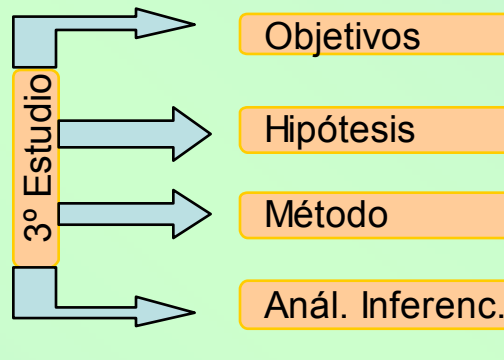 3º Estudio
Objetivos
Hipótesis
Método
Anál. Inferenc.